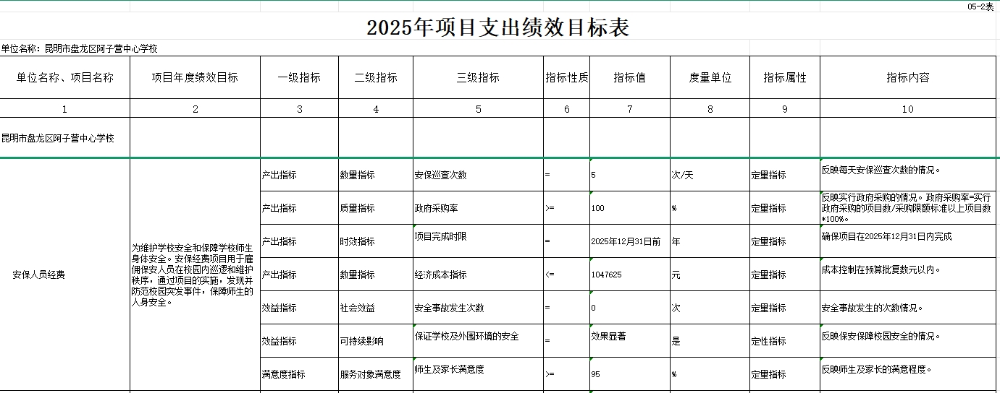 05-2表
2025年项目支出绩效目标表
单位名称：昆明市盘龙区阿子营中心学校
单位名称、项目名称 项目年度绩效目标 一级指标 二级指标 三级指标 指标性质 指标值 度量单位 指标属性 指标内容
1 2 3 4 5 6 7 8 9 10
昆明市盘龙区阿子营中心学校
安保人员经费
为维护学校安全和保障学校师生
身体安全。安保经费项目用于雇
佣保安人员在校园内巡逻和维护
秩序，通过项目的实施，发现并
防范校园突发事件，保障师生的
人身安全。
产出指标 数量指标 安保巡查次数 = 5 次/天 定量指标 反映每天安保巡查次数的情况。
产出指标 质量指标 政府采购率 >= 100 % 定量指标 反映实行政府采购的情况。政府采购率=实行
政府采购的项目数/采购限额标准以上项目数
*100%。
产出指标 时效指标 项目完成时限 = 2025年12月31日前 年 定量指标 确保项目在2025年12月31日内完成
产出指标 数量指标 经济成本指标 <= 1047625 元 定量指标 成本控制在预算批复数元以内。
效益指标 社会效益 安全事故发生次数 = 0 次 定量指标 安全事故发生的次数情况。
效益指标 可持续影响 保证学校及外围环境的安全 = 效果显著 是 定性指标 反映保安保障校园安全的情况。
满意度指标 服务对象满意度 师生及家长满意度 >= 95 % 定量指标 反映师生及家长的满意程度。